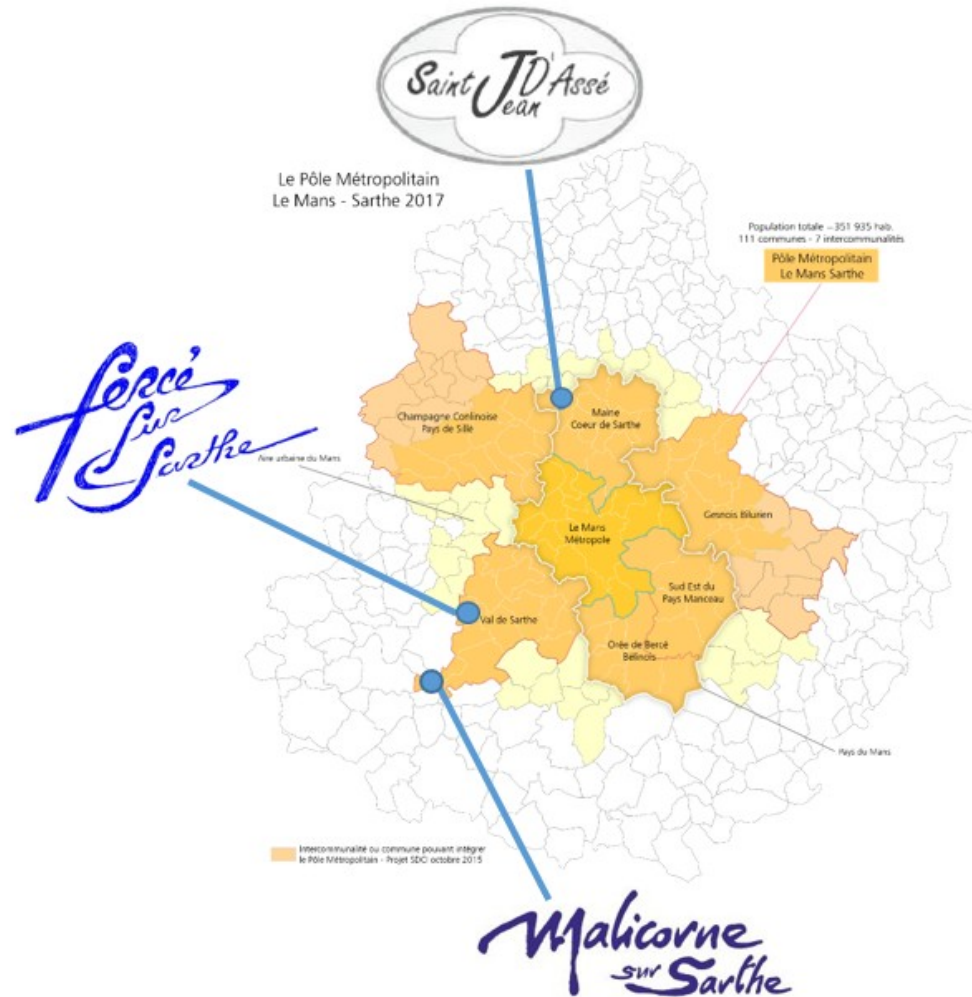 Saint Jean D'Assé
Le Pôle Métropolitain
Le Mans - Sarthe 2017
Population totale = 351 935 hab.
111 communes - 7 intercommunalités
Pôle Métropolitain
Le Mans Sarthe
fercé
Sur
Sarthe
Champagne Conlinoise
Pays de Sillé
Maine
Coeur de Sarthe
Aire urbaine du Mans
Gesnois Bilurien
Le Mans
Métropole
Sud Est du
Pays Manceau
Val de Sarthe
Orée de Bercé
Bélinois
Pays du Mans
Intercommunalité ou commune pouvant intégrer
le Pôle Métropolitain - Projet SDCI octobre 2015
Malicorne
sur Sarthe